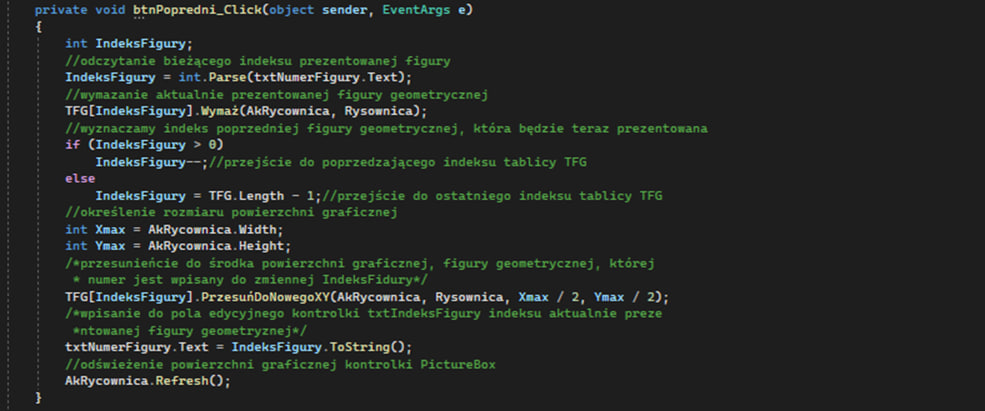 private void btnPopredni_Click(object sender, EventArgs e)
{
int IndeksFigury;
//odczytanie bieżącego indeksu prezentowanej figury
IndeksFigury = int.Parse(txtNumerFigury.Text);
//wymazanie aktualnie prezentowanej figury geometrycznej
TFG[IndeksFigury].Wymaż(AkRycownica, Rysownica);
//wyznaczamy indeks poprzedniej figury geometrycznej, która będzie teraz prezentowana
if (IndeksFigury > 0)
IndeksFigury--;//przejście do poprzedzającego indeksu tablicy TFG
else
IndeksFigury = TFG.Length - 1;//przejście do ostatniego indeksu tablicy TFG
//określenie rozmiaru powierzchni graficznej
int Xmax = AkRycownica.Width;
int Ymax = AkRycownica.Height;
/*przesunieńcie do środka powierzchni graficznej, figury geometrycznej, której
* numer jest wpisany do zmiennej IndeksFidury*/
TFG[IndeksFigury].PrzesuńDoNowegoXY(AkRycownica, Rysownica, Xmax / 2, Ymax / 2);
/*wpisanie do pola edycyjnego kontrolki txtIndeksFigury indeksu aktualnie preze
*ntowanej figury geometryznej*/
txtNumerFigury.Text = IndeksFigury.ToString();
//odświeżenie powierzchni graficznej kontrolki PictureBox
AkRycownica.Refresh();
}